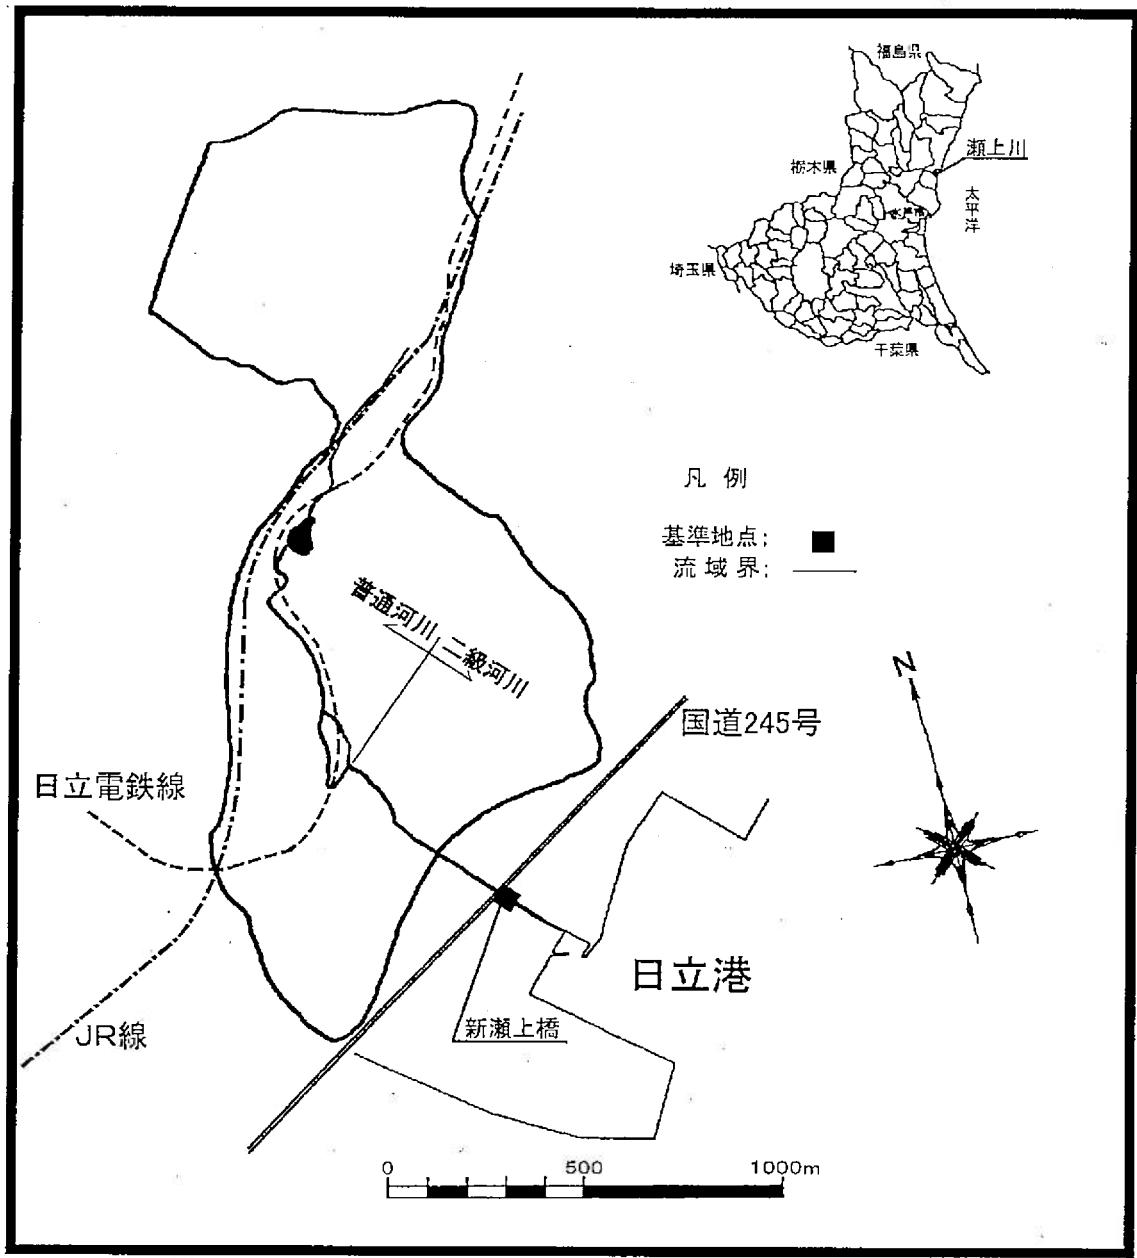 福島県
瀬上川
栃木県
太平洋
水戸市
埼玉県
千葉県
凡例
基準地点:
流域界:
普通河川
二級河川
N
国道245号
日立電鉄線
日立港
JR線
新瀬上橋
0 500 1000m